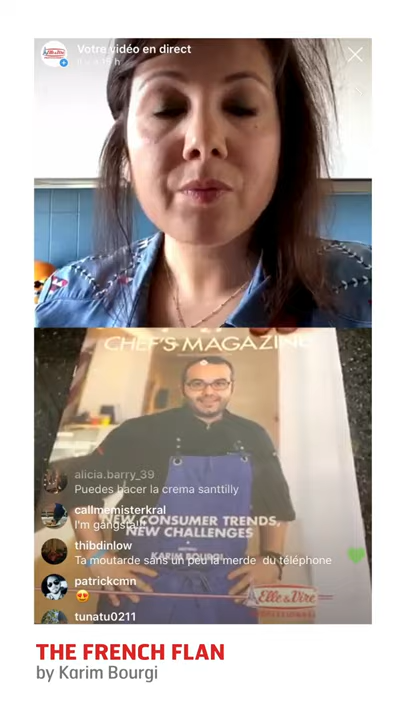 Votre vidéo en direct
CHEF'S MAGAZINE
alicia.barry_39
Puedes hacer la crema santtilly
callmemisterkral
I'm gangsta!!!
NEW CONSUMER TRENDS,
NEW CHALLENGES
KARIM BOURGI
thibdinlow
Ta moutarde sans un peu la merde du téléphone
patrickcmn
Elle & Vire
tunatu0211
THE FRENCH FLAN
by Karim Bourgi